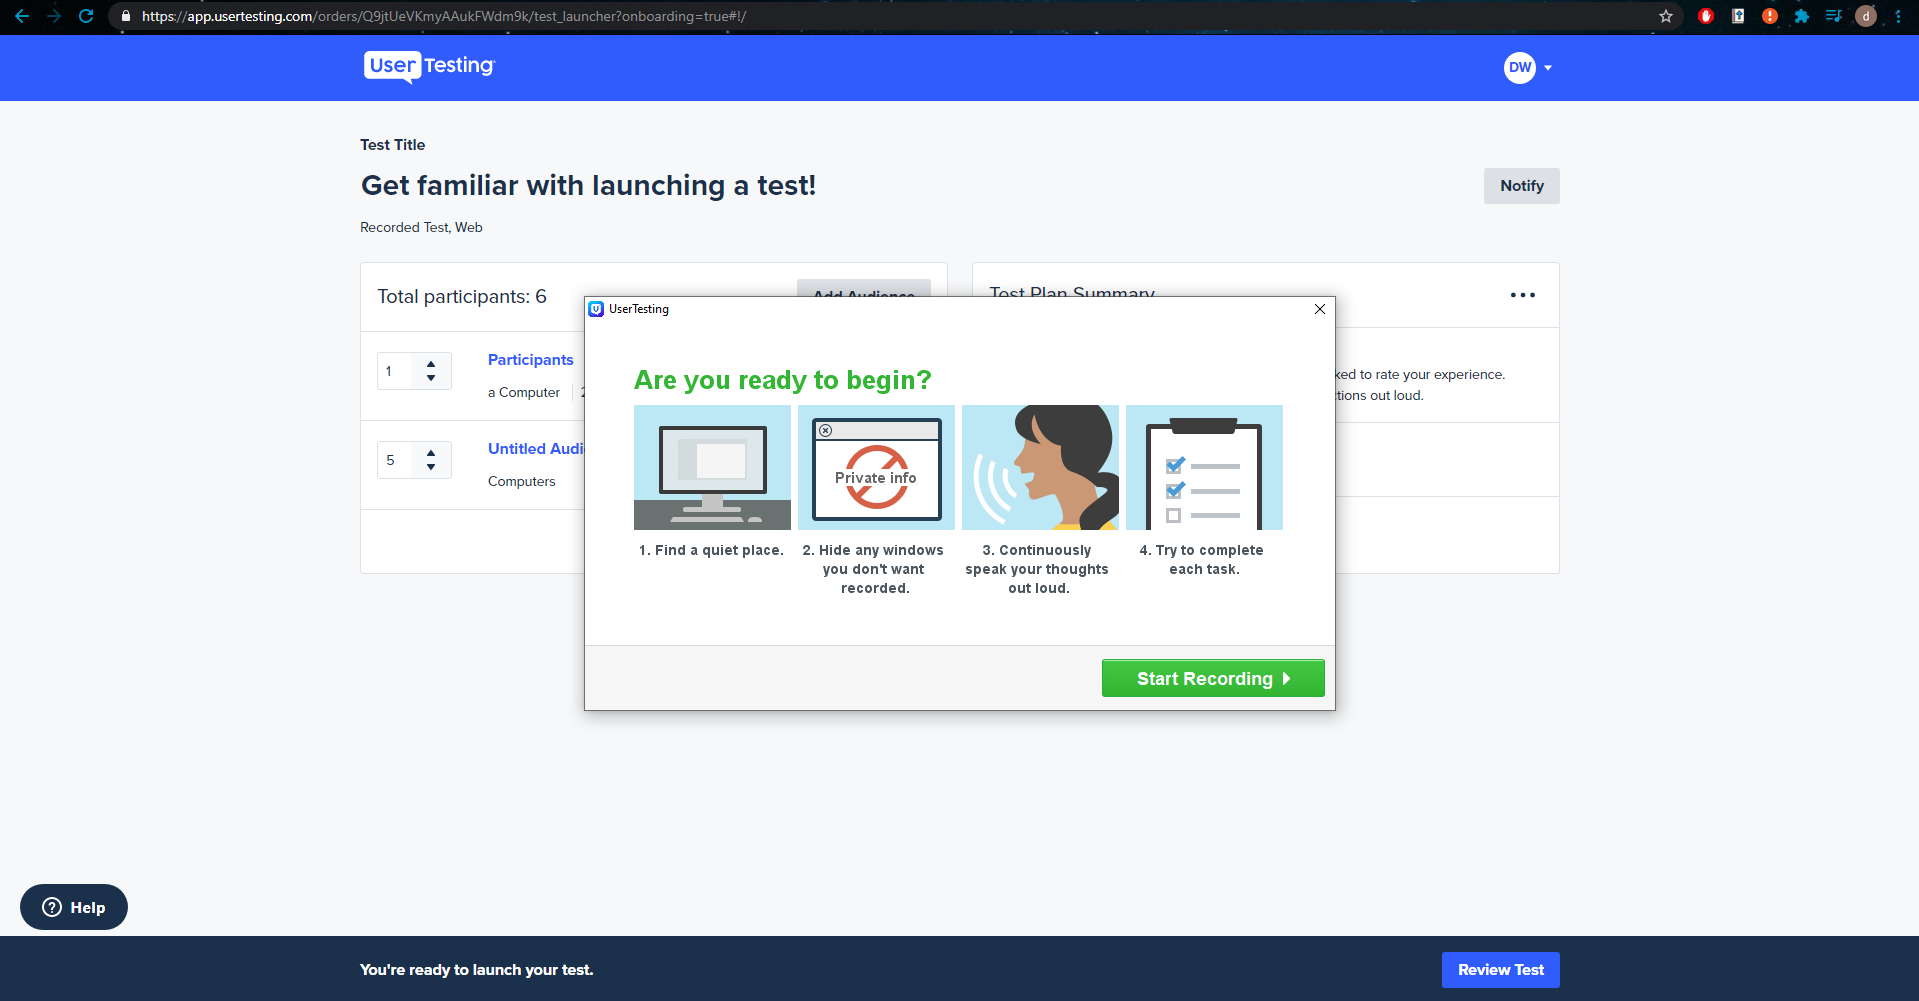 https://app.usertesting.com/orders/Q9jtUeVKmyAAukFWdm9k/test_launcher?onboarding=true#!/
d
User Testing
DW
Test Title
Get familiar with launching a test!
Notify
Recorded Test, Web
Total participants: 6
Add Audience
Test Plan Summary
UserTesting
1
Participants
a Computer
Are you ready to begin?
ked to rate your experience.
tions out loud.
5
Untitled Audi
Computers
Private info
1. Find a quiet place.
2. Hide any windows
you don't want
recorded.
3. Continuously
speak your thoughts
out loud.
4. Try to complete
each task.
Start Recording
? Help
You're ready to launch your test.
Review Test